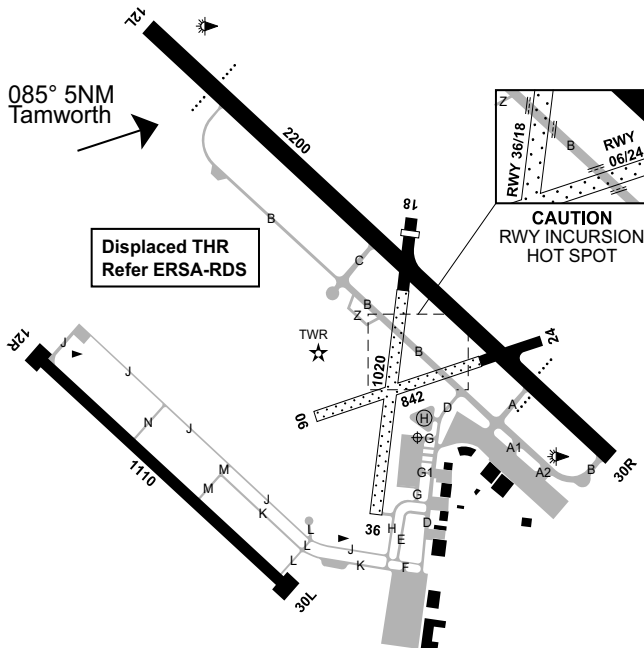 12L
085° 5NM
Tamworth
2200
Z
RWY 36/18
B
RWY
06/24
CAUTION
RWY INCURSION
HOT SPOT
Displaced THR
Refer ERSA-RDS
B
18
C
B
Z
TWR
B
1020
24
12R
J
J
842
06
D
A
H
G
N
J
A1
G1
A2
B
30R
1110
M
M
J
K
G
36
H
D
E
L
L
J
L
K
F
30L